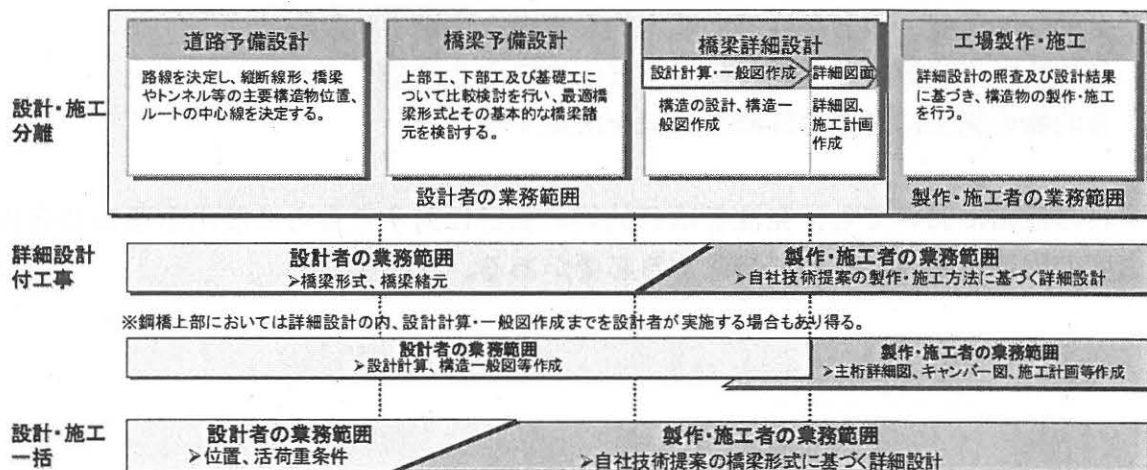 道路予備設計
路線を決定し、縦断線形、橋梁
やトンネル等の主要構造物位置、
ルートの中心線を決定する。
橋梁予備設計
上部工、下部工及び基礎工に
ついて比較検討を行い、最適橋
梁形式とその基本的な橋梁諸
元を検討する。
橋梁詳細設計
設計計算・一般図作成
詳細図面
構造の設計、構造一
般図作成
詳細図、
施工計画
作成
工場製作・施工
詳細設計の照査及び設計結果
に基づき、構造物の製作・施工
を行う。
設計・施工
分離
設計者の業務範囲
製作・施工者の業務範囲
詳細設計
付工事
設計者の業務範囲
➢橋梁形式、橋梁緒元
製作・施工者の業務範囲
➢自社技術提案の製作・施工方法に基づく詳細設計
※鋼橋上部においては詳細設計の内、設計計算・一般図作成までを設計者が実施する場合もあり得る。
設計者の業務範囲
➢設計計算、構造一般図等作成
製作・施工者の業務範囲
➢主桁詳細図、キャンバー図、施工計画等作成
設計・施工
一括
設計者の業務範囲
➢位置、活荷重条件
製作・施工者の業務範囲
➢自社技術提案の橋梁形式に基づく詳細設計